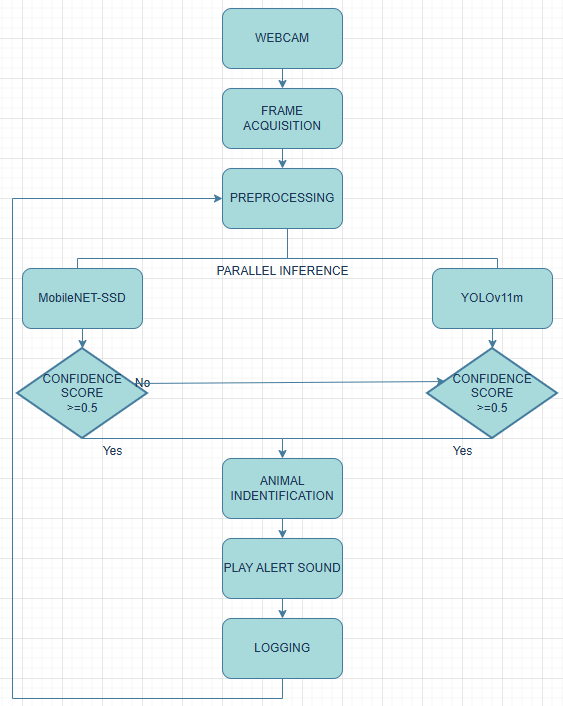 WEBCAM
FRAME
ACQUISITION
PREPROCESSING
PARALLEL INFERENCE
MobileNET-SSD
YOLOv11m
CONFIDENCE
SCORE
>=0.5
No
CONFIDENCE
SCORE
>=0.5
Yes
Yes
ANIMAL
INDENTIFICATION
PLAY ALERT SOUND
LOGGING